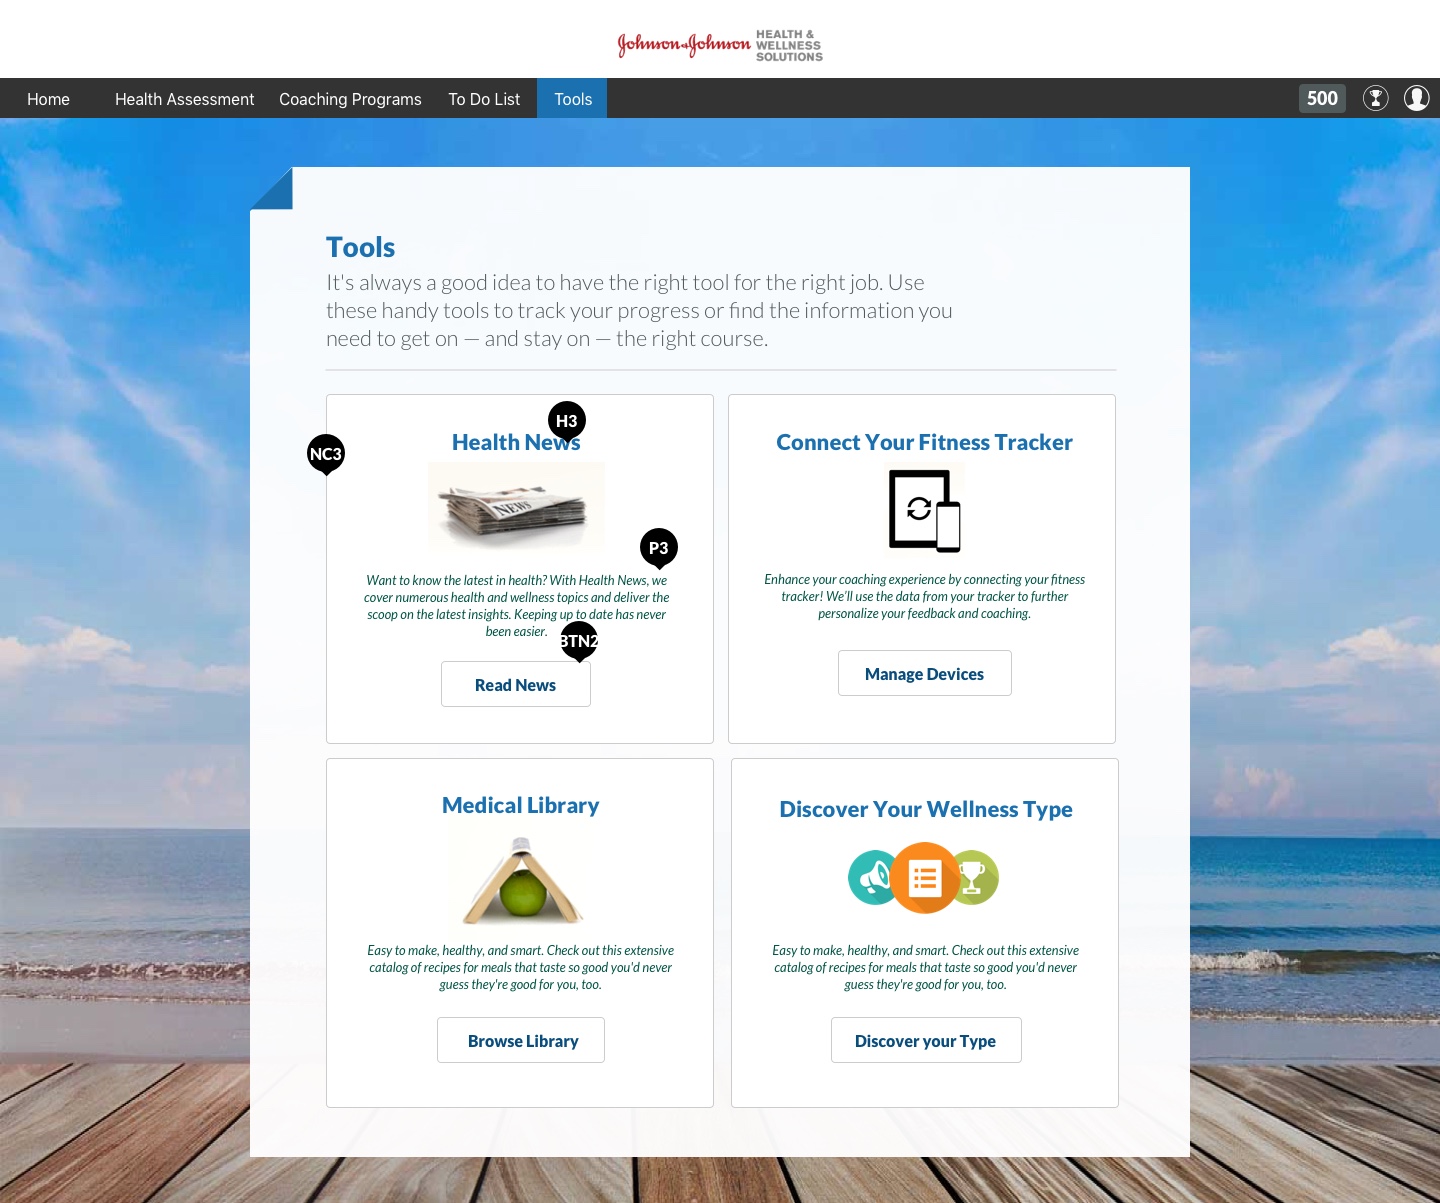 Johnson & Johnson HEALTH &
WELLNESS
SOLUTIONS
Home Health Assessment Coaching Programs To Do List Tools 500
Tools
It's always a good idea to have the right tool for the right job. Use
these handy tools to track your progress or find the information you
need to get on — and stay on — the right course.
H3
Health News
NC3
NEWS
P3
Want to know the latest in health? With Health News, we
cover numerous health and wellness topics and deliver the
scoop on the latest insights. Keeping up to date has never
been easier.
BTN2
Read News
Connect Your Fitness Tracker
Enhance your coaching experience by connecting your fitness
tracker! We'll use the data from your tracker to further
personalize your feedback and coaching.
Manage Devices
Medical Library
Easy to make, healthy, and smart. Check out this extensive
catalog of recipes for meals that taste so good you'd never
guess they're good for you, too.
Browse Library
Discover Your Wellness Type
Easy to make, healthy, and smart. Check out this extensive
catalog of recipes for meals that taste so good you'd never
guess they're good for you, too.
Discover your Type